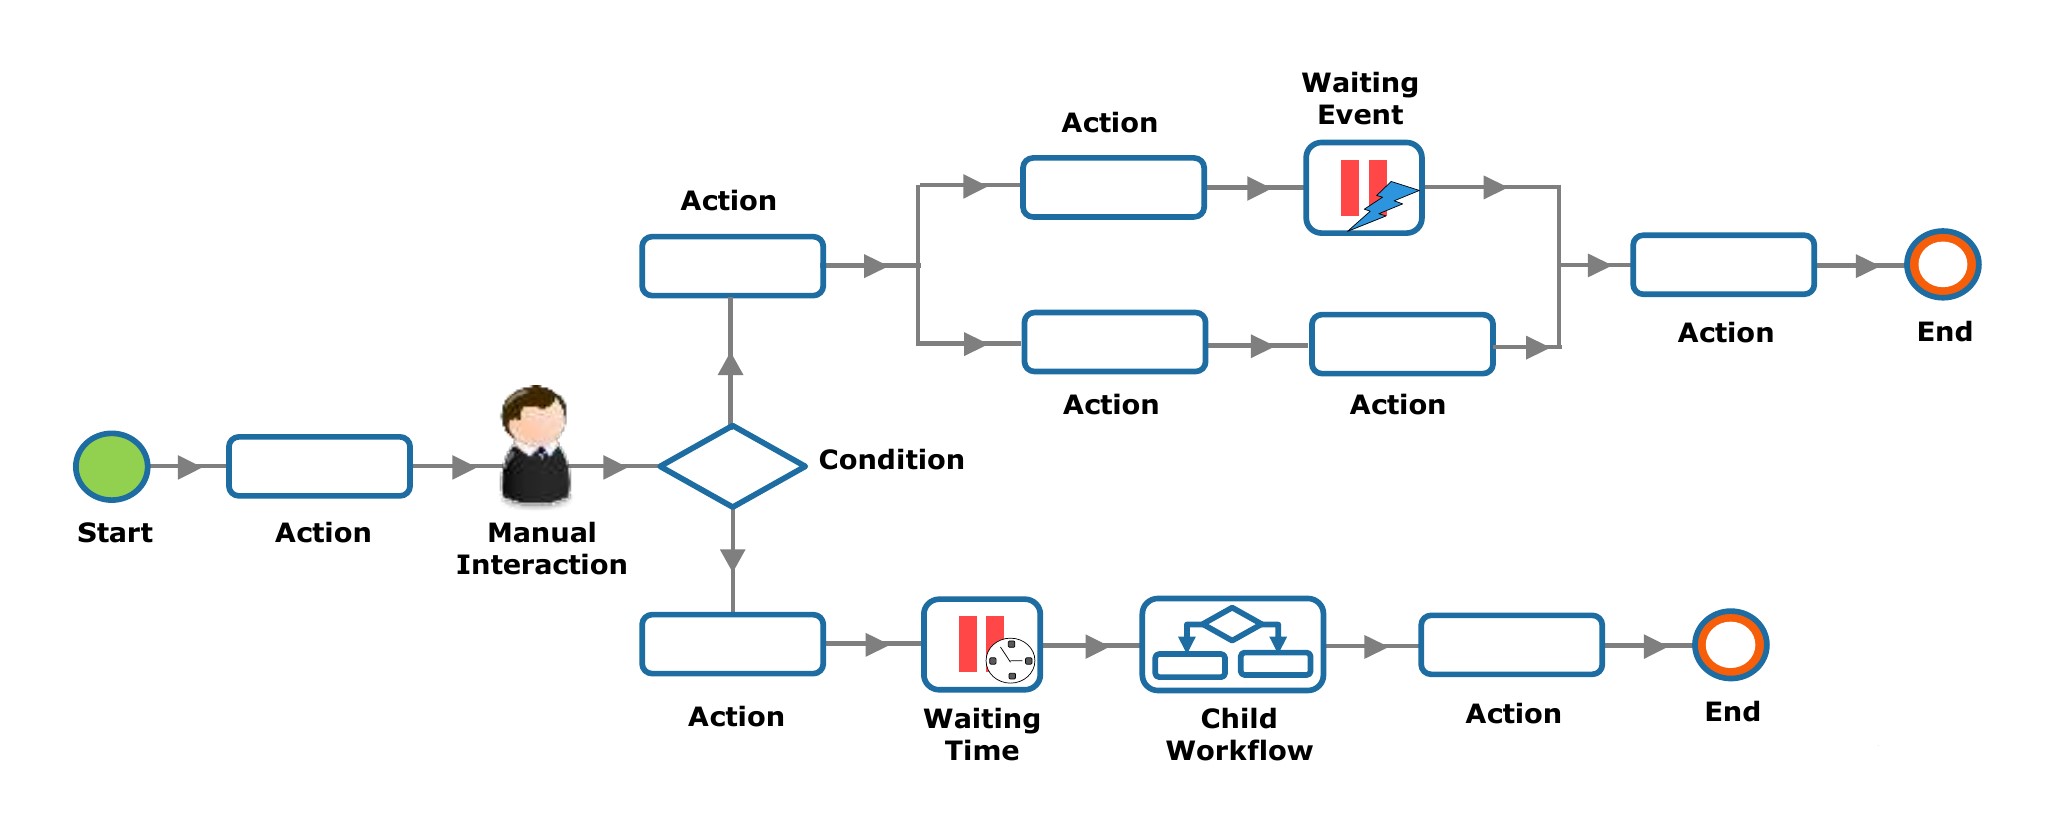 Waiting
Event
Action
Action
Action
End
Action
Action
Condition
Start
Action
Manual
Interaction
Action
Waiting
Time
Child
Workflow
Action
End